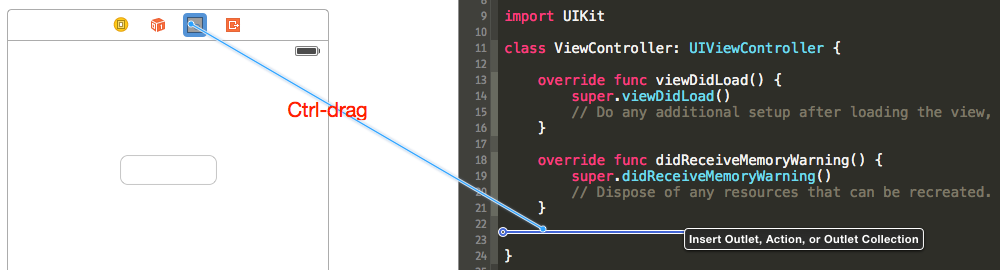 Ctrl-drag
9 import UIKit
10
11 class ViewController: UIViewController {
12
13 override func viewDidLoad() {
14 super.viewDidLoad()
15 // Do any additional setup after loading the view,
16 }
17
18 override func didReceiveMemoryWarning() {
19 super.didReceiveMemoryWarning()
20 // Dispose of any resources that can be recreated.
21 }
22
23
Insert Outlet, Action, or Outlet Collection
24 }